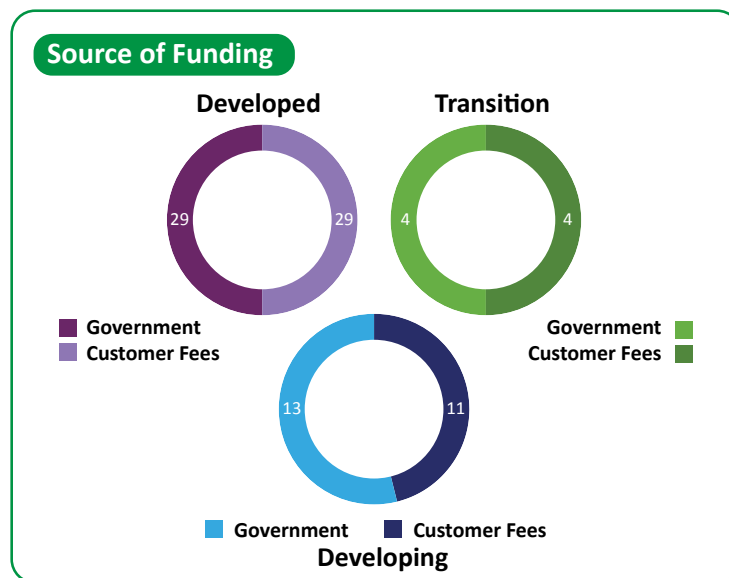 Source of Funding
Developed
Transition
29
29
4
4
Government
Customer Fees
Government
Customer Fees
13
11
Government
Customer Fees
Developing